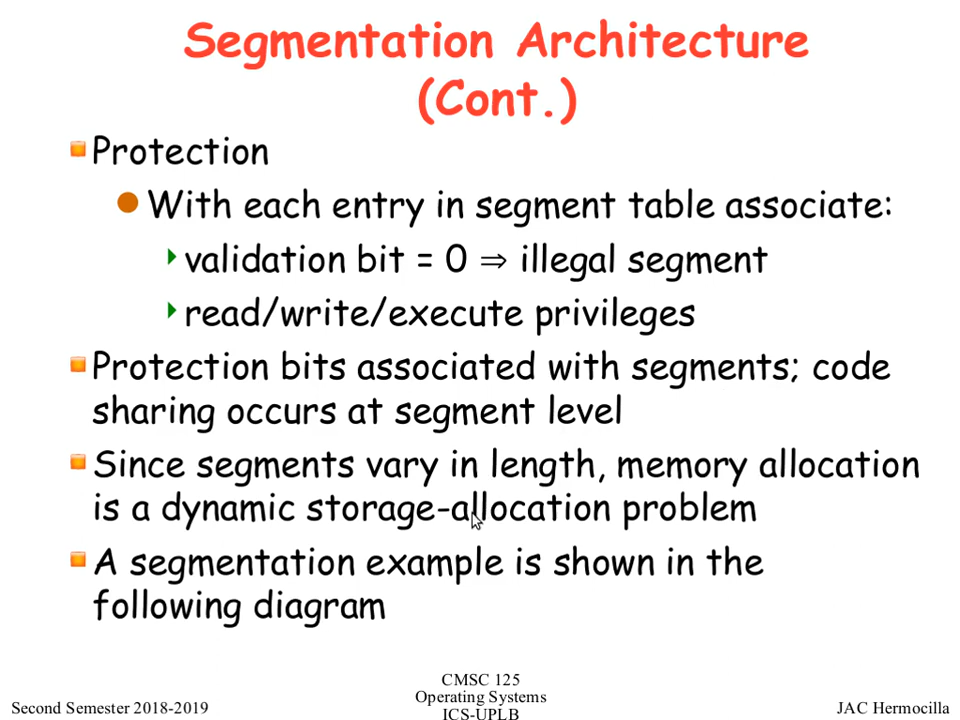 Segmentation Architecture
(Cont.)
Protection
With each entry in segment table associate:
validation bit = 0 ⇒ illegal segment
read/write/execute privileges
Protection bits associated with segments; code
sharing occurs at segment level
Since segments vary in length, memory allocation
is a dynamic storage-allocation problem
A segmentation example is shown in the
following diagram
Second Semester 2018-2019
CMSC 125
Operating Systems
ICS-UPLB
JAC Hermocilla